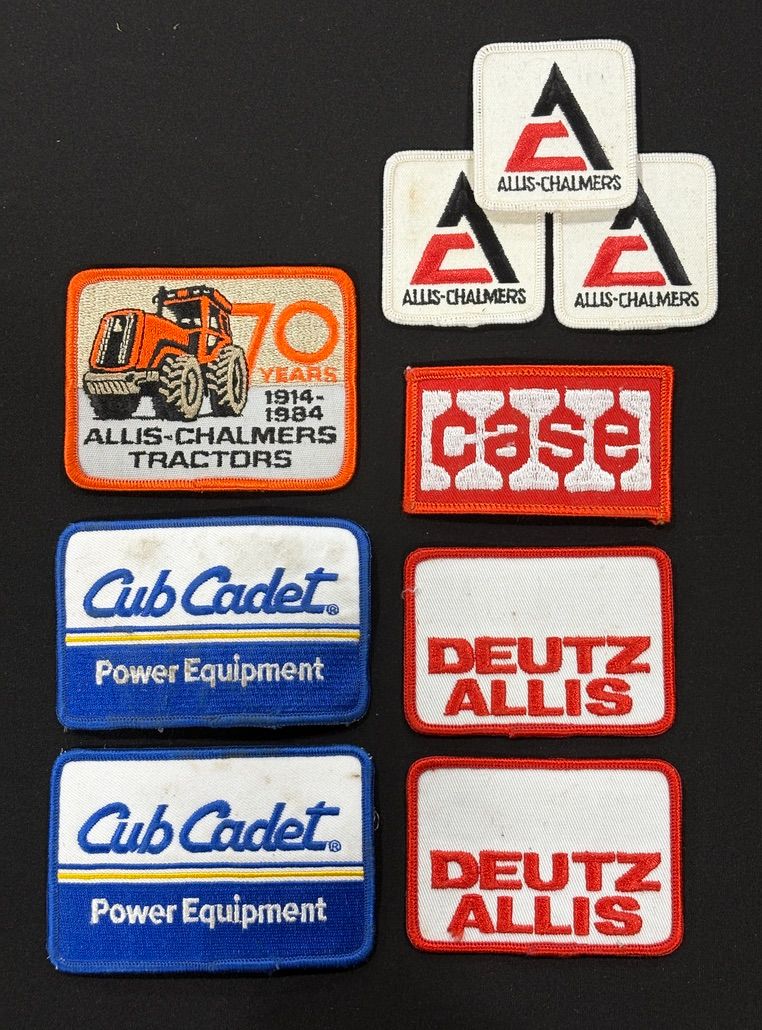 ALLIS-CHALMERS
ALLIS-CHALMERS
ALLIS-CHALMERS
70
YEARS
1914-
1984
ALLIS-CHALMERS
TRACTORS
case
Cub Cadet®
Power Equipment
DEUTZ
ALLIS
Cub Cadet®
Power Equipment
DEUTZ
ALLIS